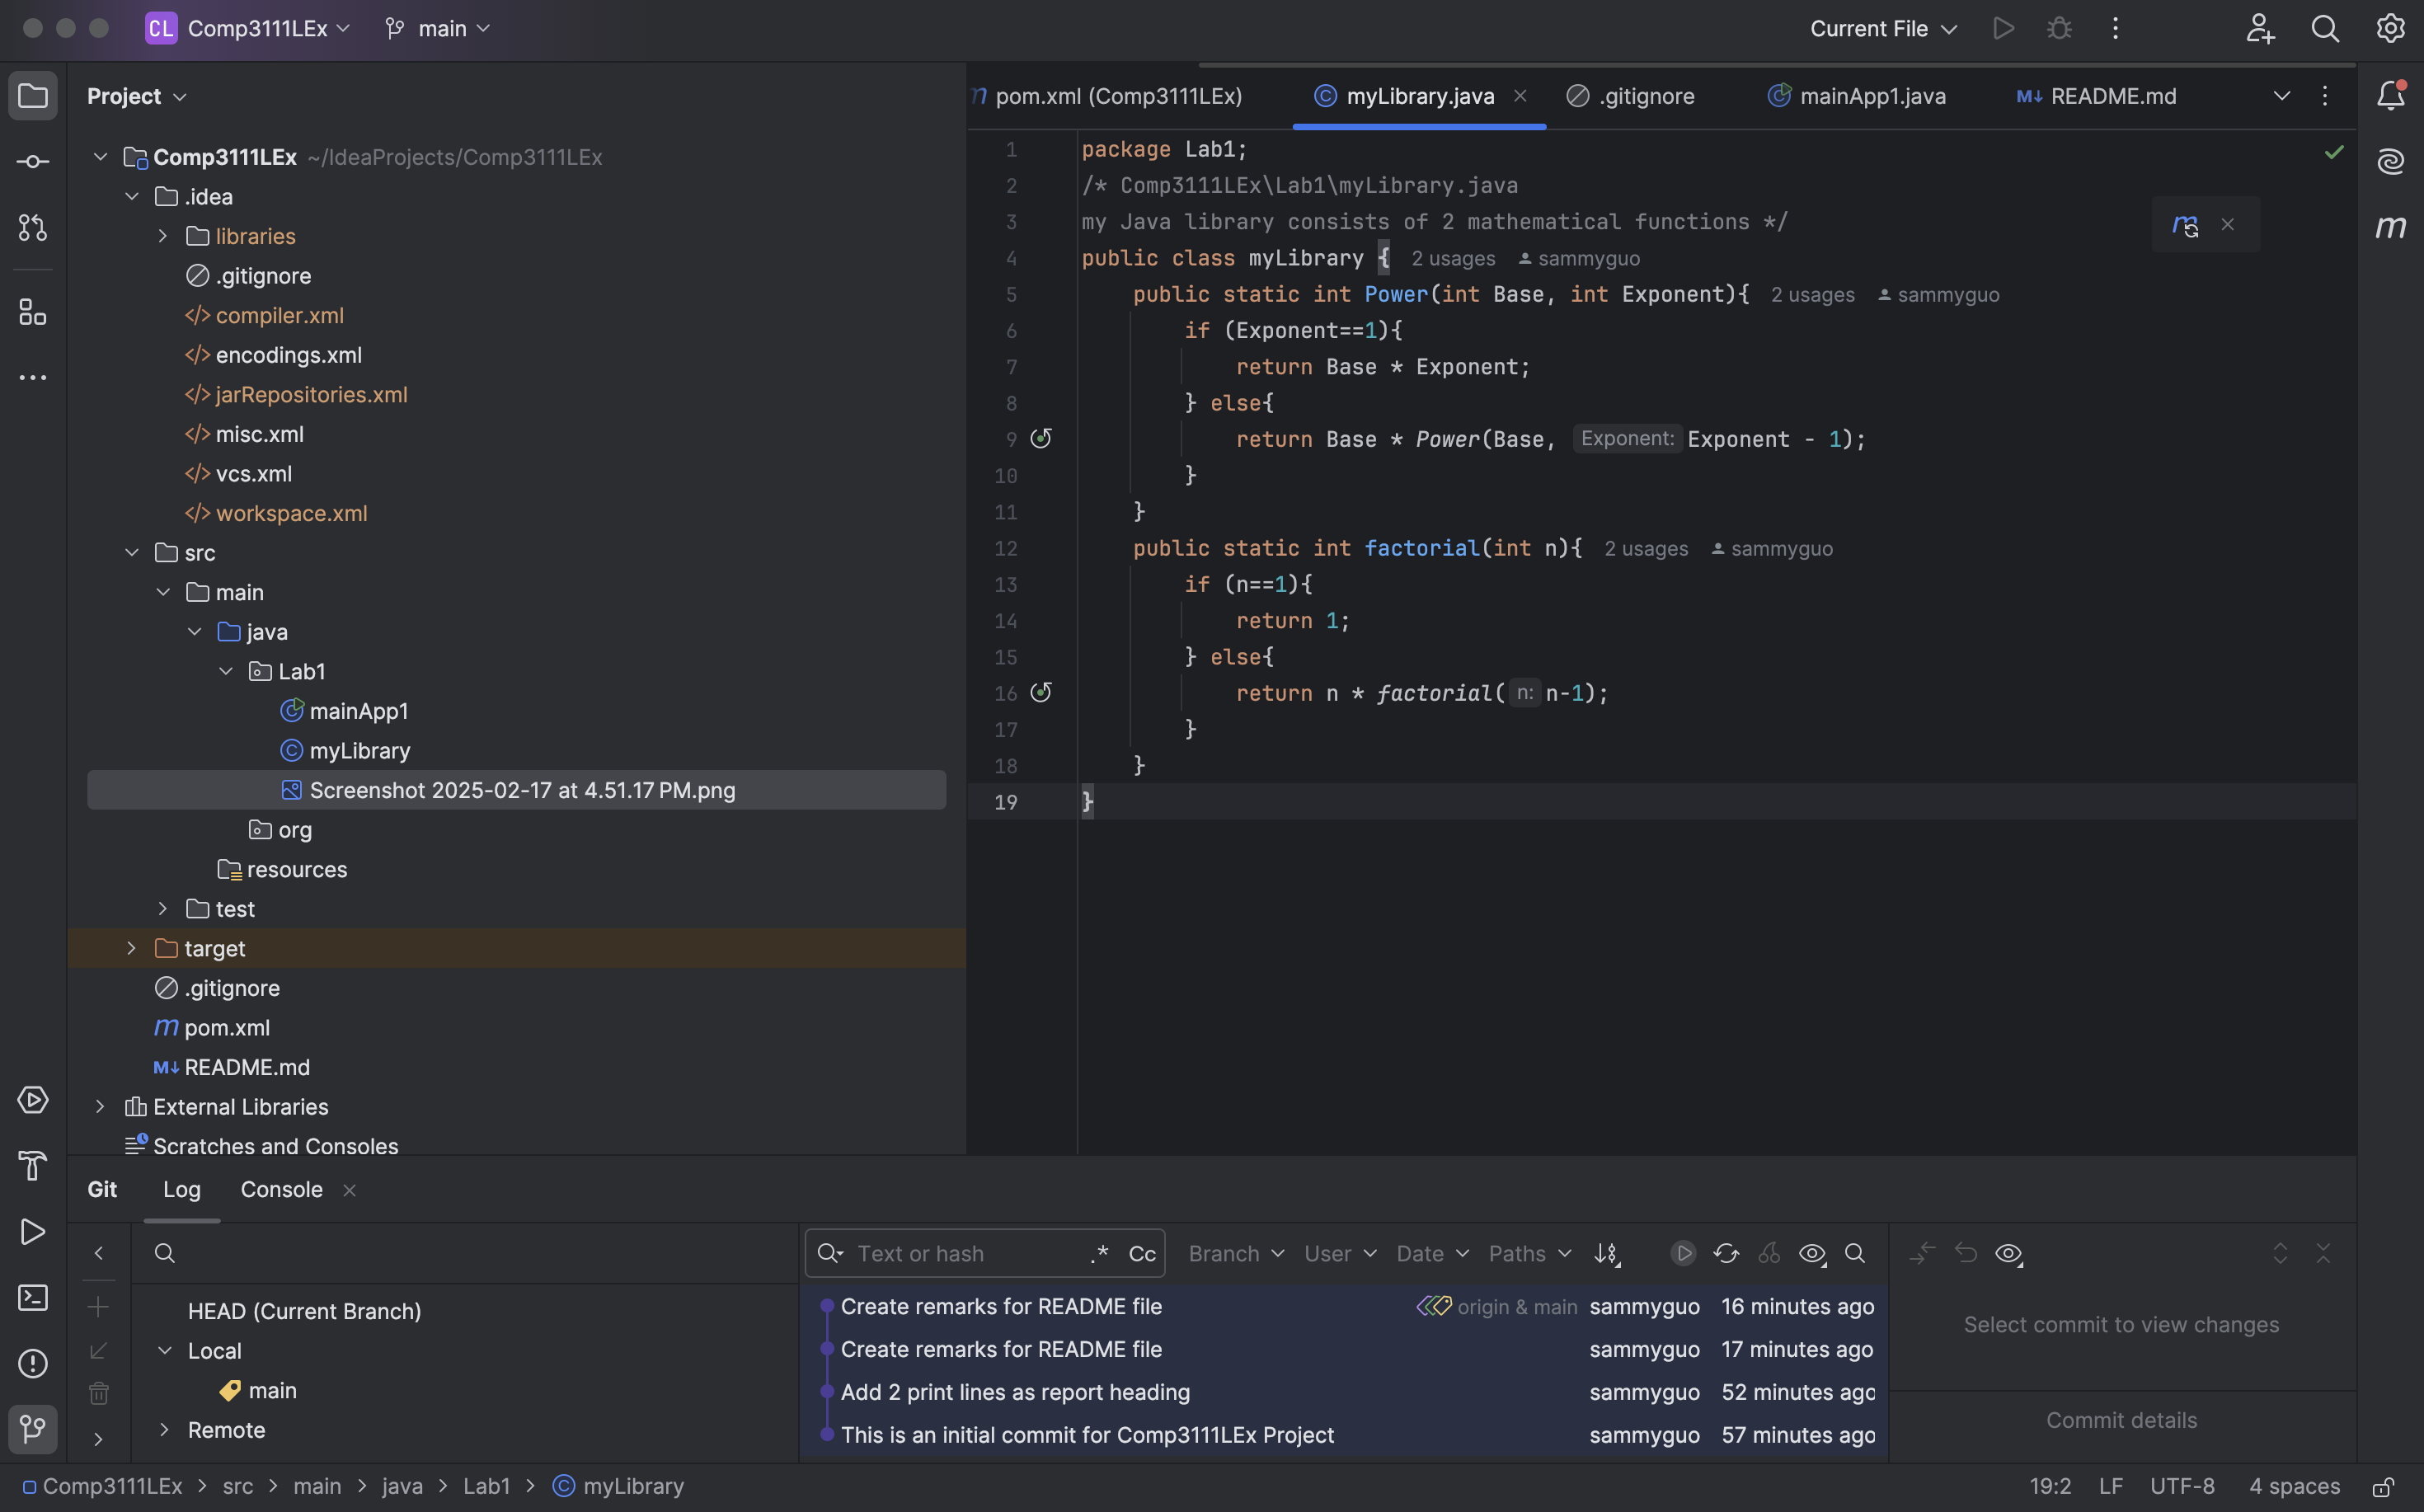 CL Comp3111LEx main Current File
Project
pom.xml (Comp3111LEx) myLibrary.java .gitignore mainApp1.java README.md
Comp3111LEx ~/IdeaProjects/Comp3111LEx
.idea
libraries
.gitignore
compiler.xml
encodings.xml
jarRepositories.xml
misc.xml
vcs.xml
workspace.xml
src
main
java
Lab1
mainApp1
myLibrary
Screenshot 2025-02-17 at 4.51.17 PM.png
org
resources
test
target
.gitignore
pom.xml
README.md
External Libraries
Scratches and Consoles
1 package Lab1;
2 /* Comp3111LEx\Lab1\myLibrary.java
3 my Java library consists of 2 mathematical functions */
4 public class myLibrary { 2 usages sammyguo
5 public static int Power(int Base, int Exponent){ 2 usages sammyguo
6 if (Exponent==1){
7 return Base * Exponent;
8 } else{
9 return Base * Power(Base, Exponent: Exponent - 1);
10 }
11 }
12 public static int factorial(int n){ 2 usages sammyguo
13 if (n==1){
14 return 1;
15 } else{
16 return n * factorial( n: n-1);
17 }
18 }
19 }
Git Log Console
Text or hash .* Cc Branch User Date Paths
HEAD (Current Branch)
Local
main
Remote
Create remarks for README file origin & main sammyguo 16 minutes ago
Create remarks for README file sammyguo 17 minutes ago
Add 2 print lines as report heading sammyguo 52 minutes ago
This is an initial commit for Comp3111LEx Project sammyguo 57 minutes ago
Select commit to view changes
Commit details
Comp3111LEx > src > main > java > Lab1 > myLibrary 19:2 LF UTF-8 4 spaces